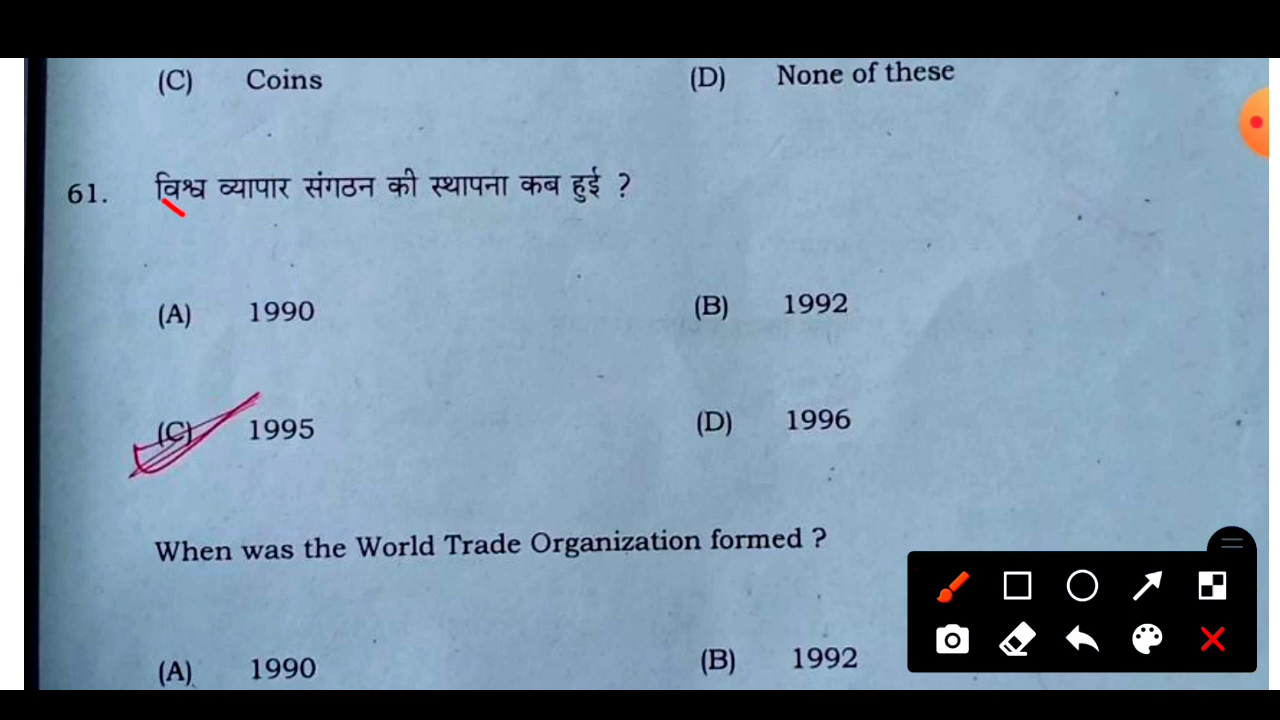 (C) Coins (D) None of these
61. विश्व व्यापार संगठन की स्थापना कब हुई ?
(A) 1990 (B) 1992
(C) 1995 (D) 1996
When was the World Trade Organization formed ?
(A) 1990 (B) 1992